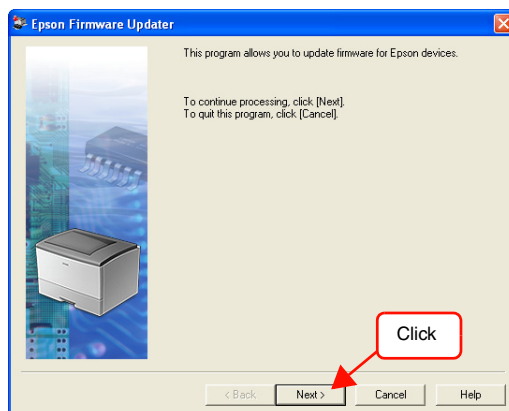 Epson Firmware Updater
This program allows you to update firmware for Epson devices.
To continue processing, click [Next].
To quit this program, click [Cancel].
Click
< Back
Next >
Cancel
Help